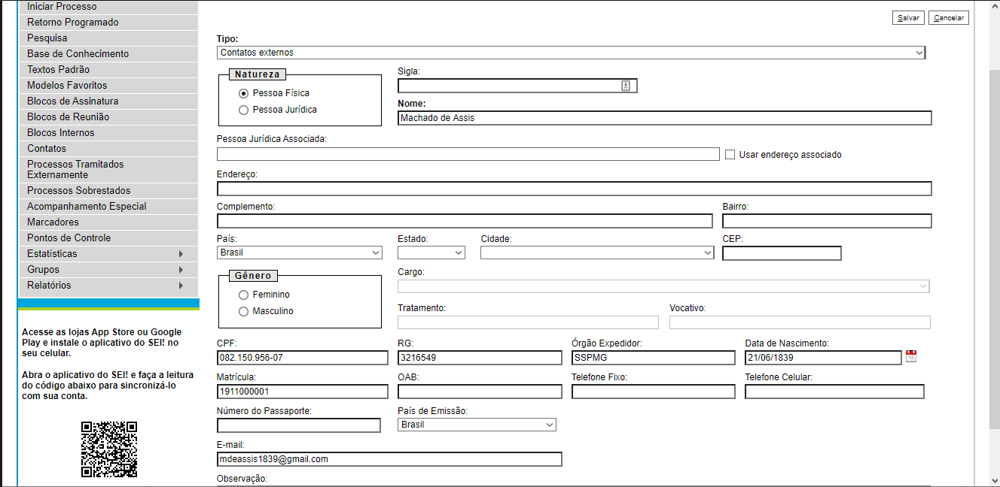 Iniciar Processo
Retorno Programado
Pesquisa
Base de Conhecimento
Textos Padrão
Modelos Favoritos
Blocos de Assinatura
Blocos de Reunião
Blocos Internos
Contatos
Processos Tramitados
Externamente
Processos Sobrestados
Acompanhamento Especial
Marcadores
Pontos de Controle
Estatísticas
Grupos
Relatórios
Acesse as lojas App Store ou Google
Play e instale o aplicativo do SEI! no
seu celular.
Abra o aplicativo do SEI! e faça a leitura
do código abaixo para sincronizá-lo
com sua conta.
Salvar Cancelar
Tipo:
Contatos externos
Natureza
Pessoa Física
Pessoa Jurídica
Sigla:
Nome:
Machado de Assis
Pessoa Jurídica Associada:
Usar endereço associado
Endereço:
Complemento: Bairro:
País: Estado: Cidade: CEP:
Brasil
Gênero
Feminino
Masculino
Cargo:
Tratamento: Vocativo:
CPF: RG: Órgão Expedidor: Data de Nascimento:
082.150.956-07 3216549 SSPMG 21/06/1839
Matrícula: OAB: Telefone Fixo: Telefone Celular:
1911000001
Número do Passaporte: País de Emissão:
Brasil
E-mail:
mdeassis1839@gmail.com
Observação: